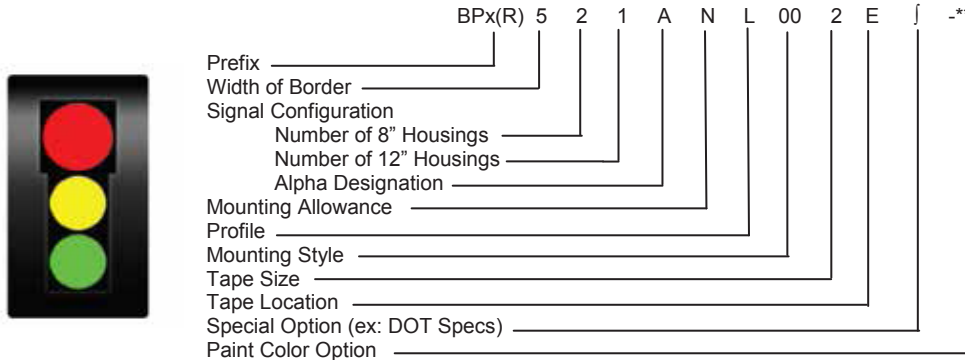 BPx(R) 5 2 1 A N L 00 2 E ∫ -*
Prefix
Width of Border
Signal Configuration
Number of 8” Housings
Number of 12” Housings
Alpha Designation
Mounting Allowance
Profile
Mounting Style
Tape Size
Tape Location
Special Option (ex: DOT Specs)
Paint Color Option